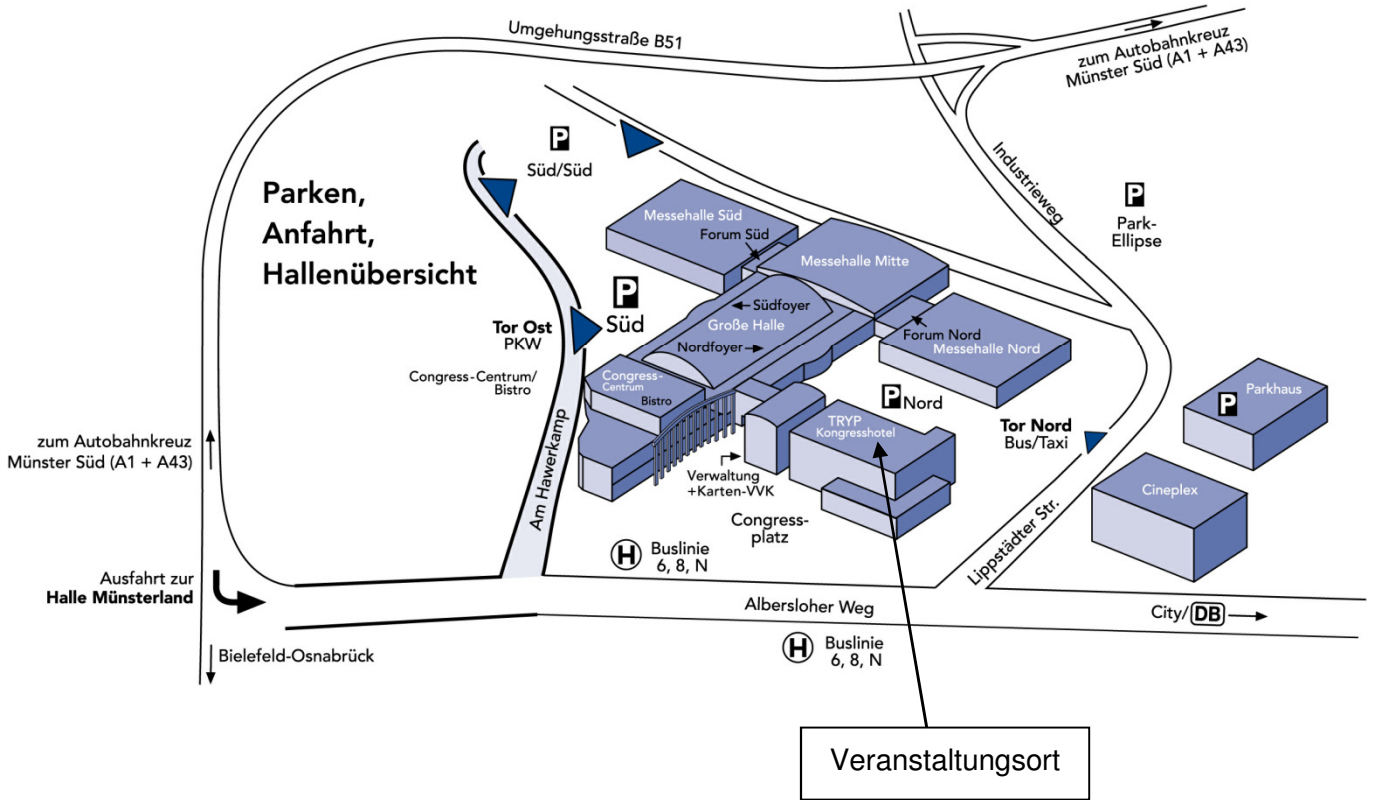 Umgehungsstraße B51
zum Autobahnkreuz
Münster Süd (A1 + A43)
P
Süd/Süd
Parken,
Anfahrt,
Hallenübersicht
Industrieweg
P
Park-
Ellipse
Messehalle Süd
Forum Süd
Messehalle Mitte
P
Süd
Südfoyer
Große Halle
Nordfoyer
Forum Nord
Messehalle Nord
Tor Ost
PKW
Congress-Centrum/
Bistro
Congress-
Centrum
Bistro
P Nord
TRYP
Kongresshotel
Tor Nord
Bus/Taxi
Parkhaus
P
zum Autobahnkreuz
Münster Süd (A1 + A43)
Am Hawerkamp
Verwaltung
+Karten-VVK
Congress-
platz
Cineplex
Lippstädter Str.
H Buslinie
6, 8, N
Ausfahrt zur
Halle Münsterland
Albersloher Weg
City/DB
H Buslinie
6, 8, N
Bielefeld-Osnabrück
Veranstaltungsort